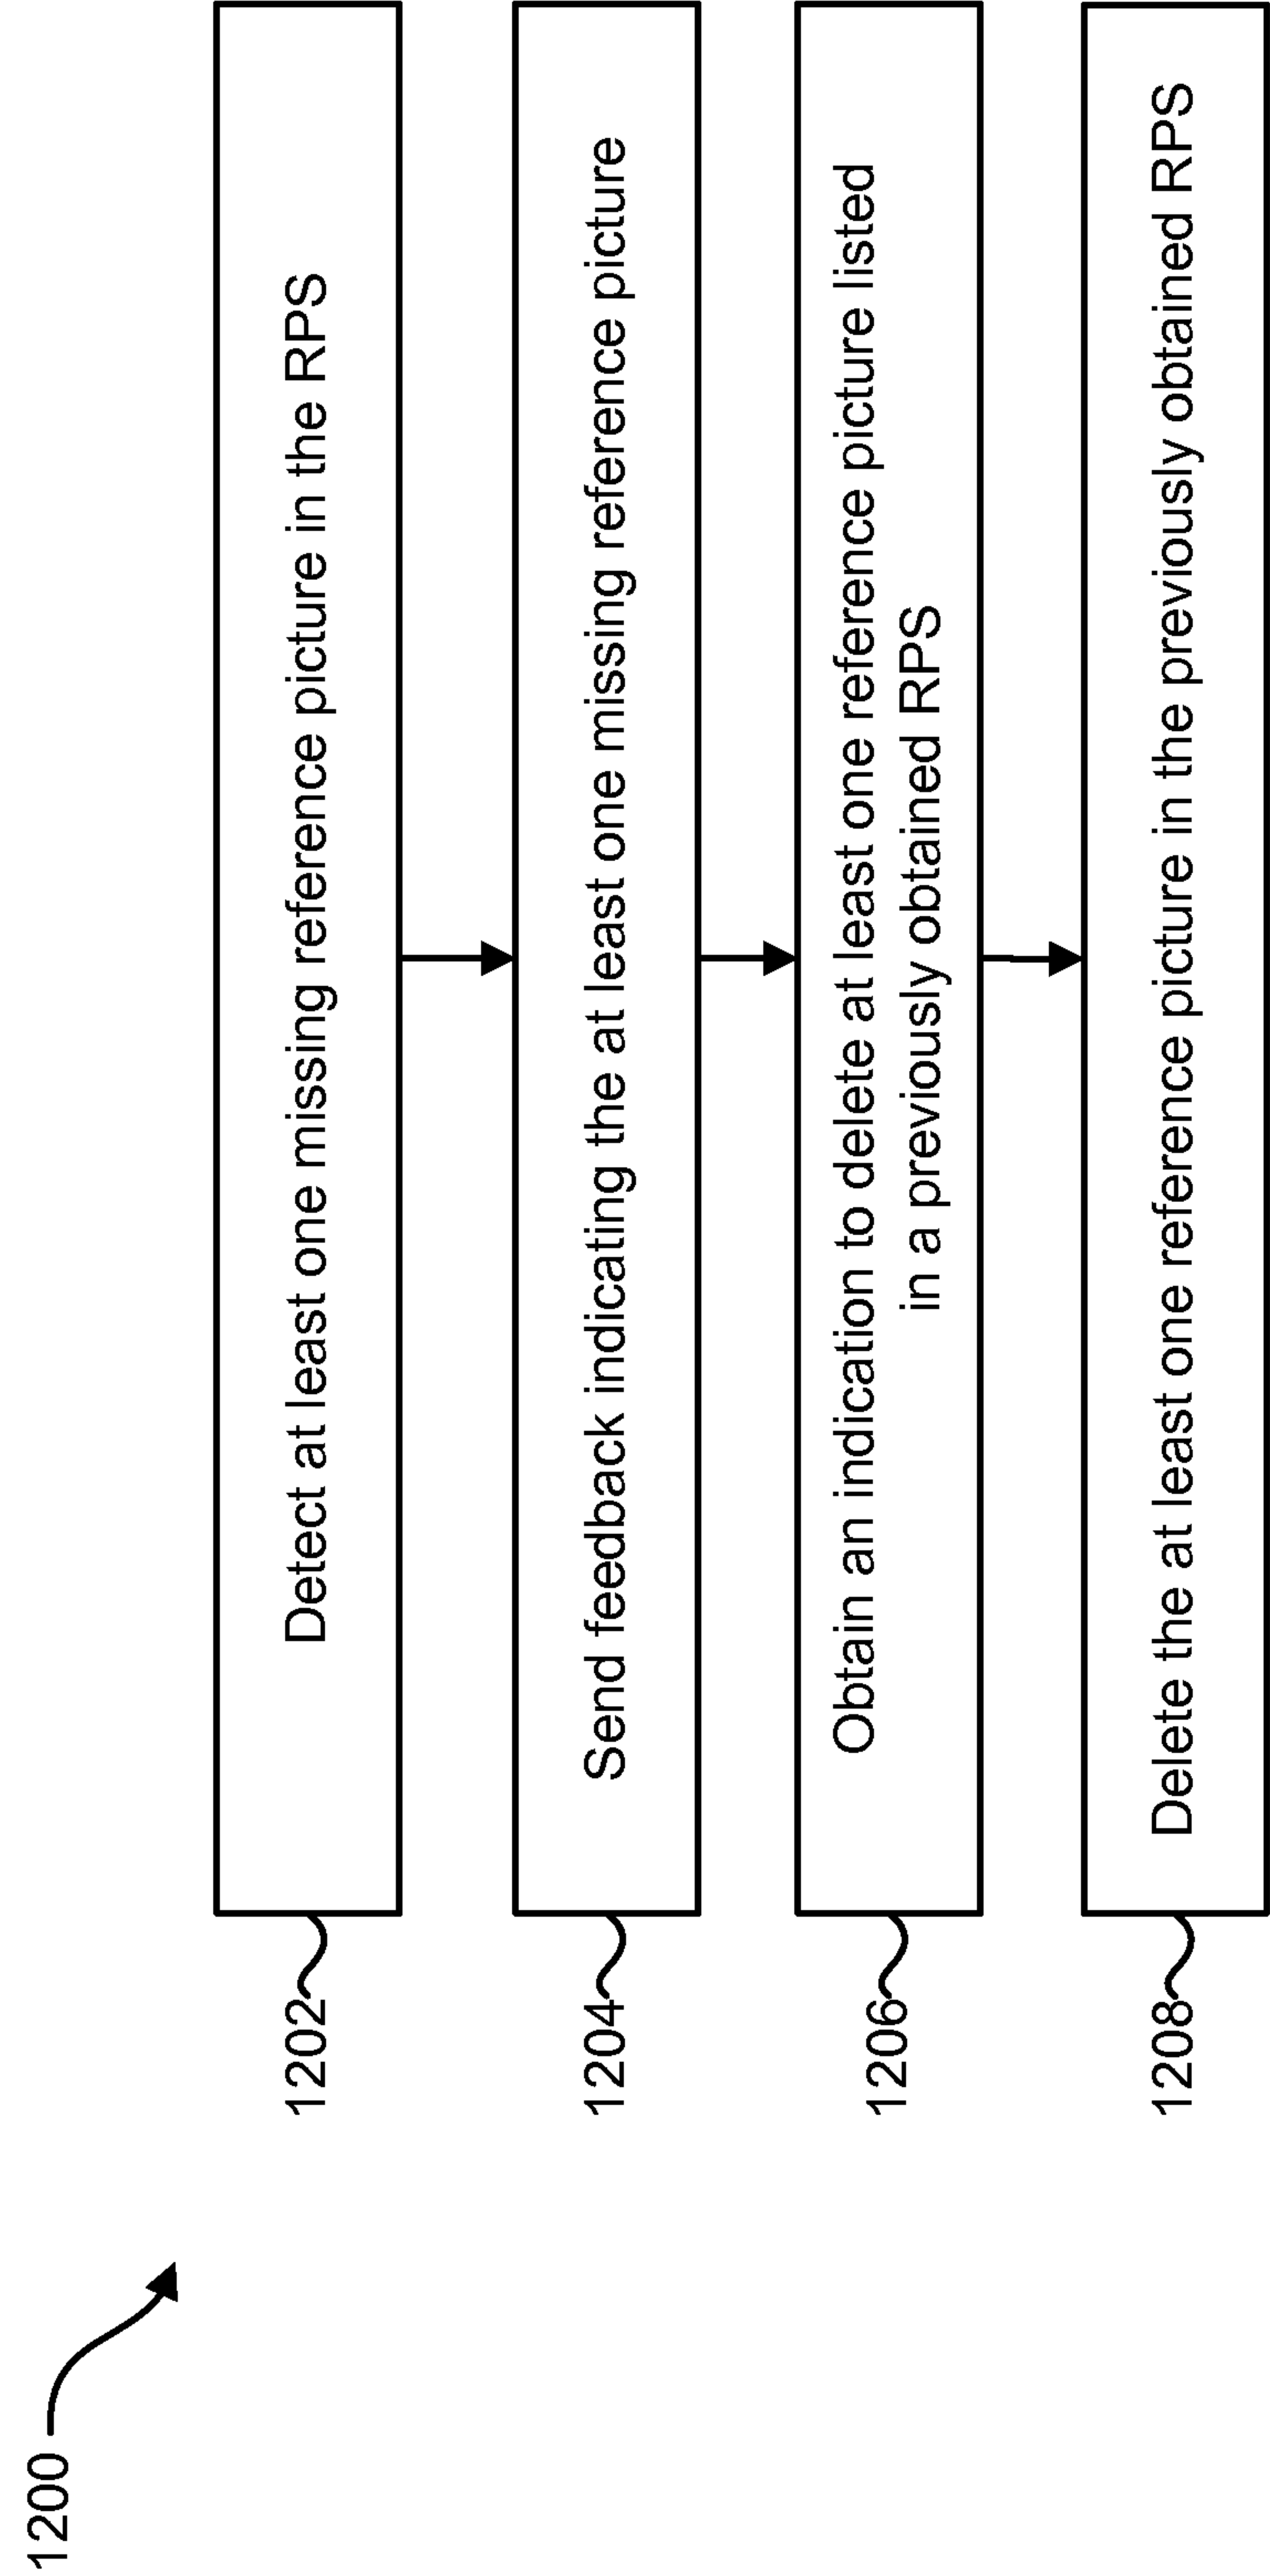 1200
1202
Detect at least one missing reference picture in the RPS
1204
Send feedback indicating the at least one missing reference picture
1206
Obtain an indication to delete at least one reference picture listed
in a previously obtained RPS
1208
Delete the at least one reference picture in the previously obtained RPS